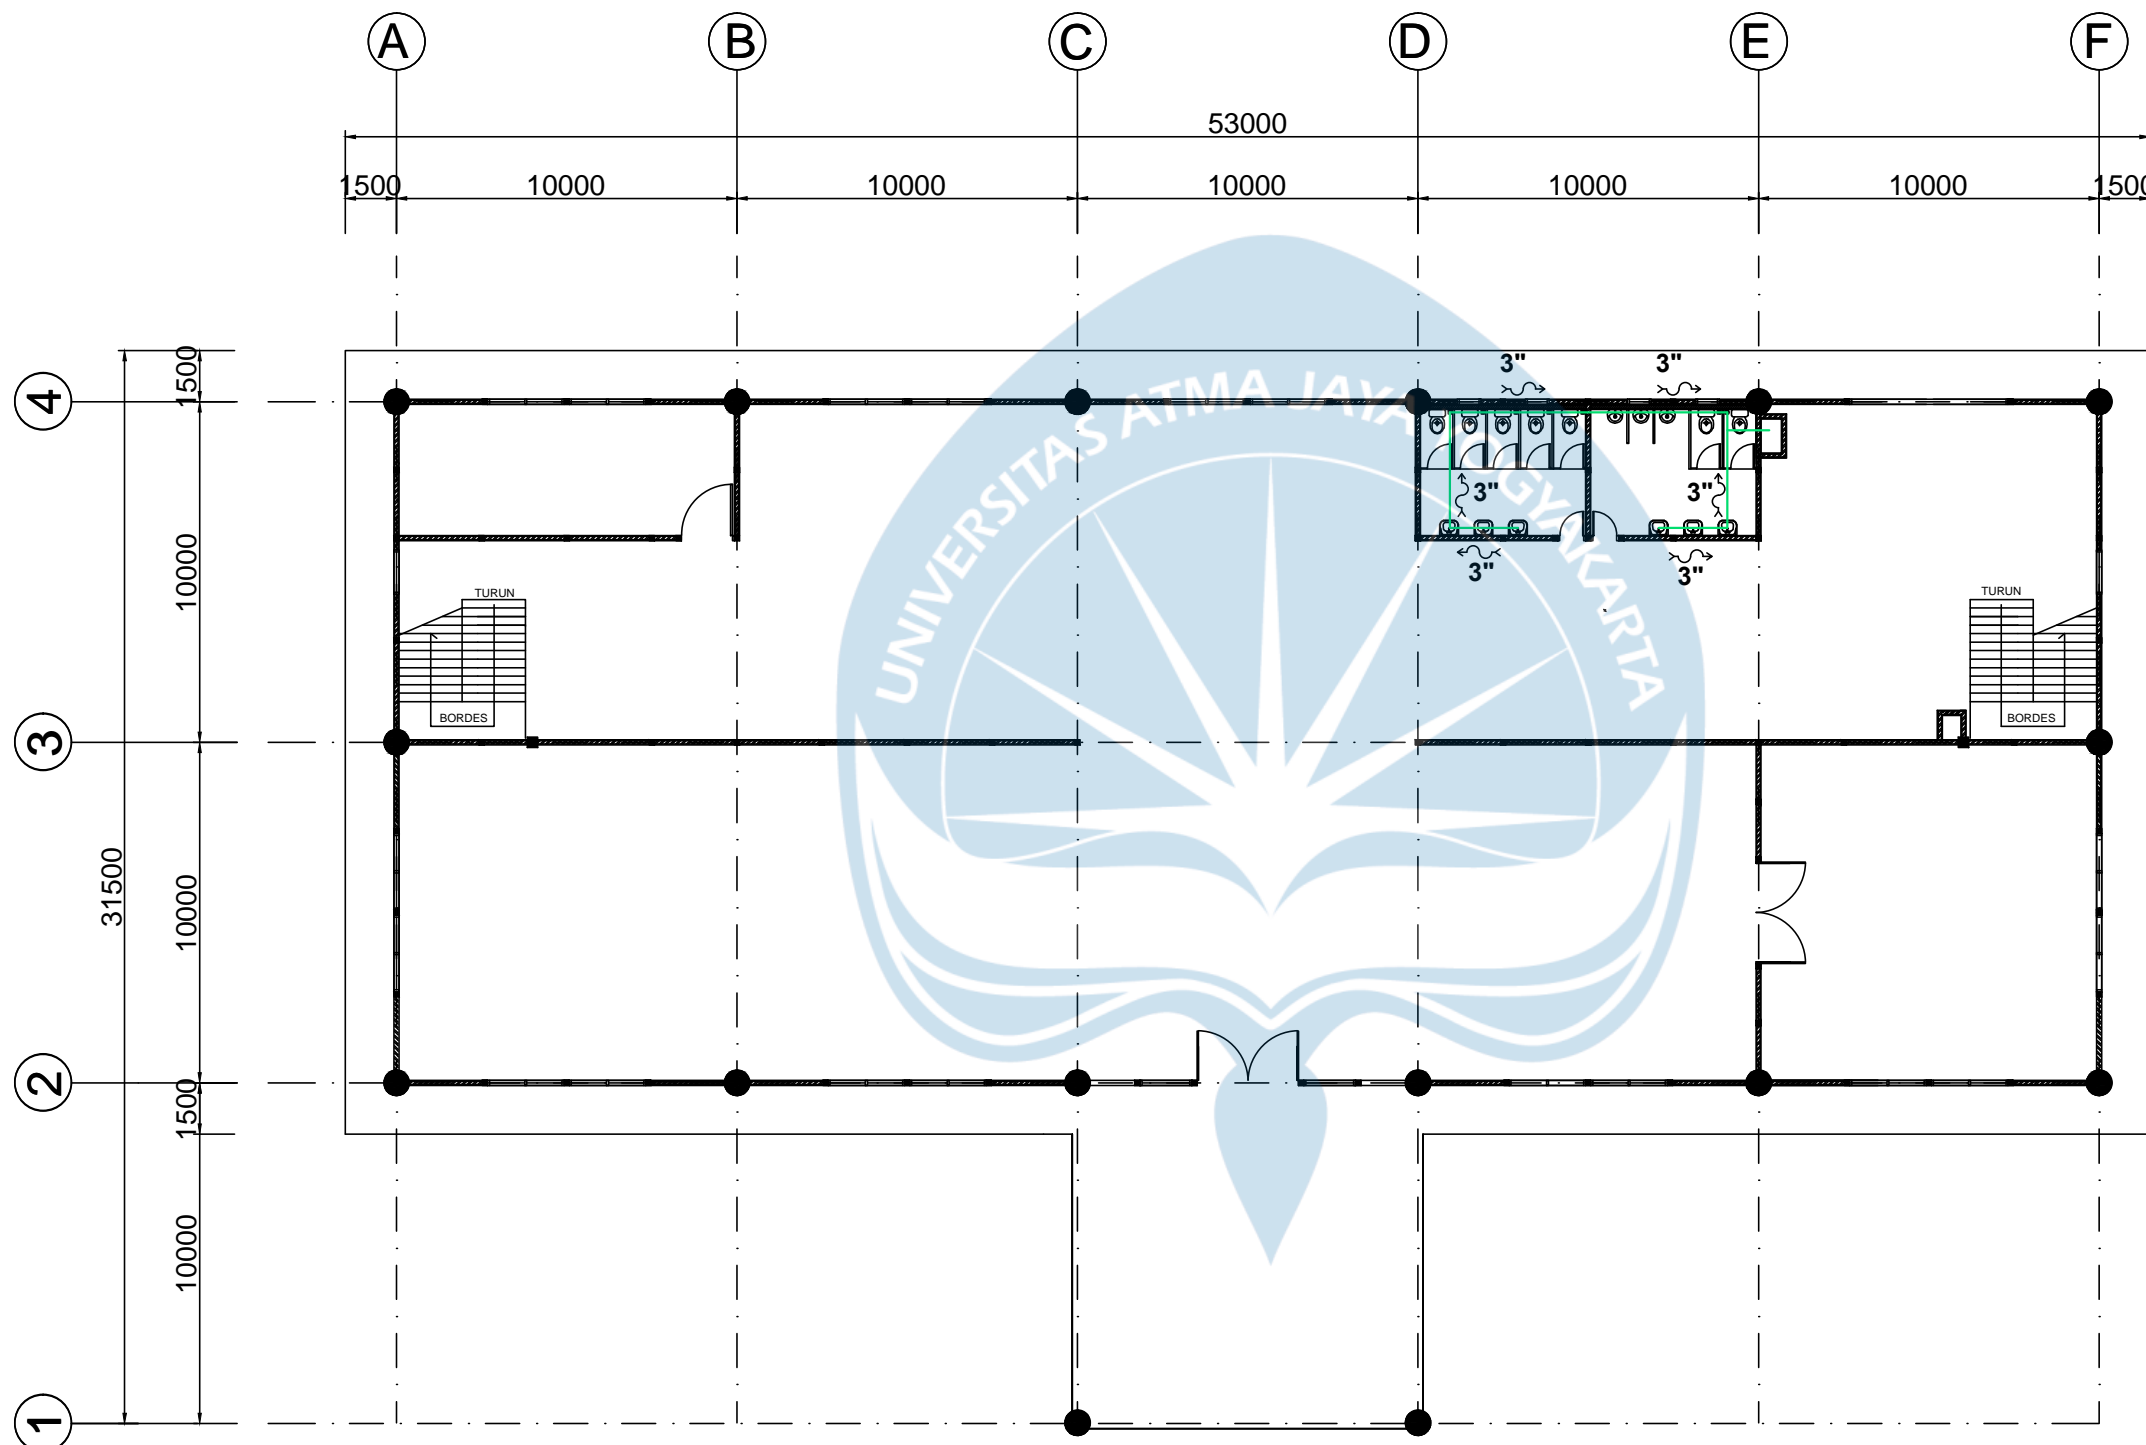 A B C D E F
53000
1500 10000 10000 10000 10000 10000 1500
4
3
2
1
31500
1500
10000
10000
1500
10000
3" 3"
3" 3"
3" 3"
TURUN
BORDES
TURUN
BORDES
UNIVERSITAS ATMA JAYA YOGYAKARTA